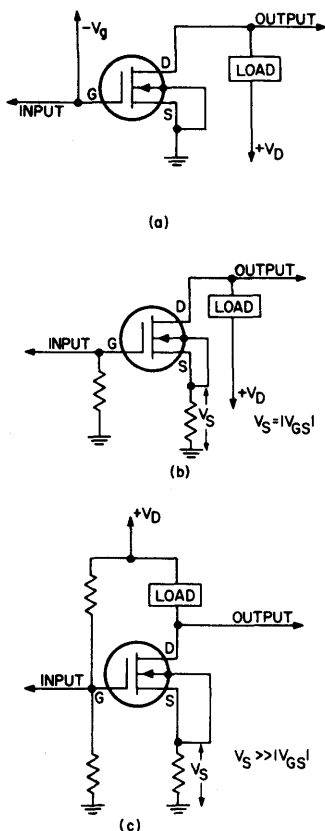 -Vg
OUTPUT
D
LOAD
INPUT
G
S
+VD
(a)
OUTPUT
D
LOAD
INPUT
G
S
VS
+VD
VS=|VGS|
(b)
+VD
LOAD
OUTPUT
D
INPUT
G
S
VS
VS>>|VGS|
(c)